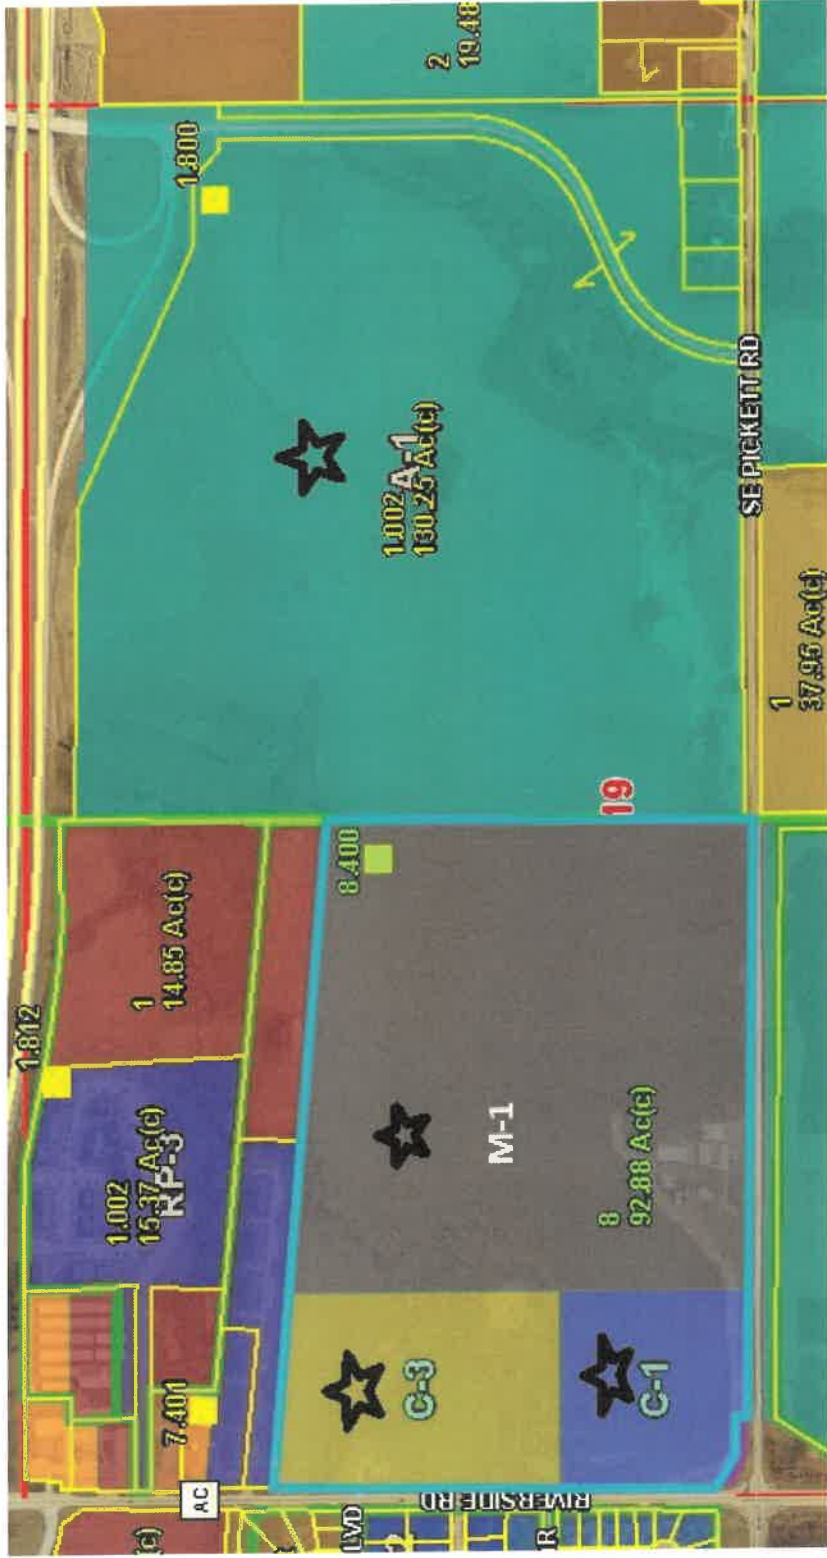 2
19.48
1.800
1.002
A-1
130.25 Ac(c)
SE PICKETT RD
1
37.95 Ac(c)
19
8.400
1
14.85 Ac(c)
1.812
1.002
15.37 Ac(c)
RP-3
M-1
8
92.88 Ac(c)
C-3
C-1
7.401
AC
RIVERSIDE RD
(c)
LVD